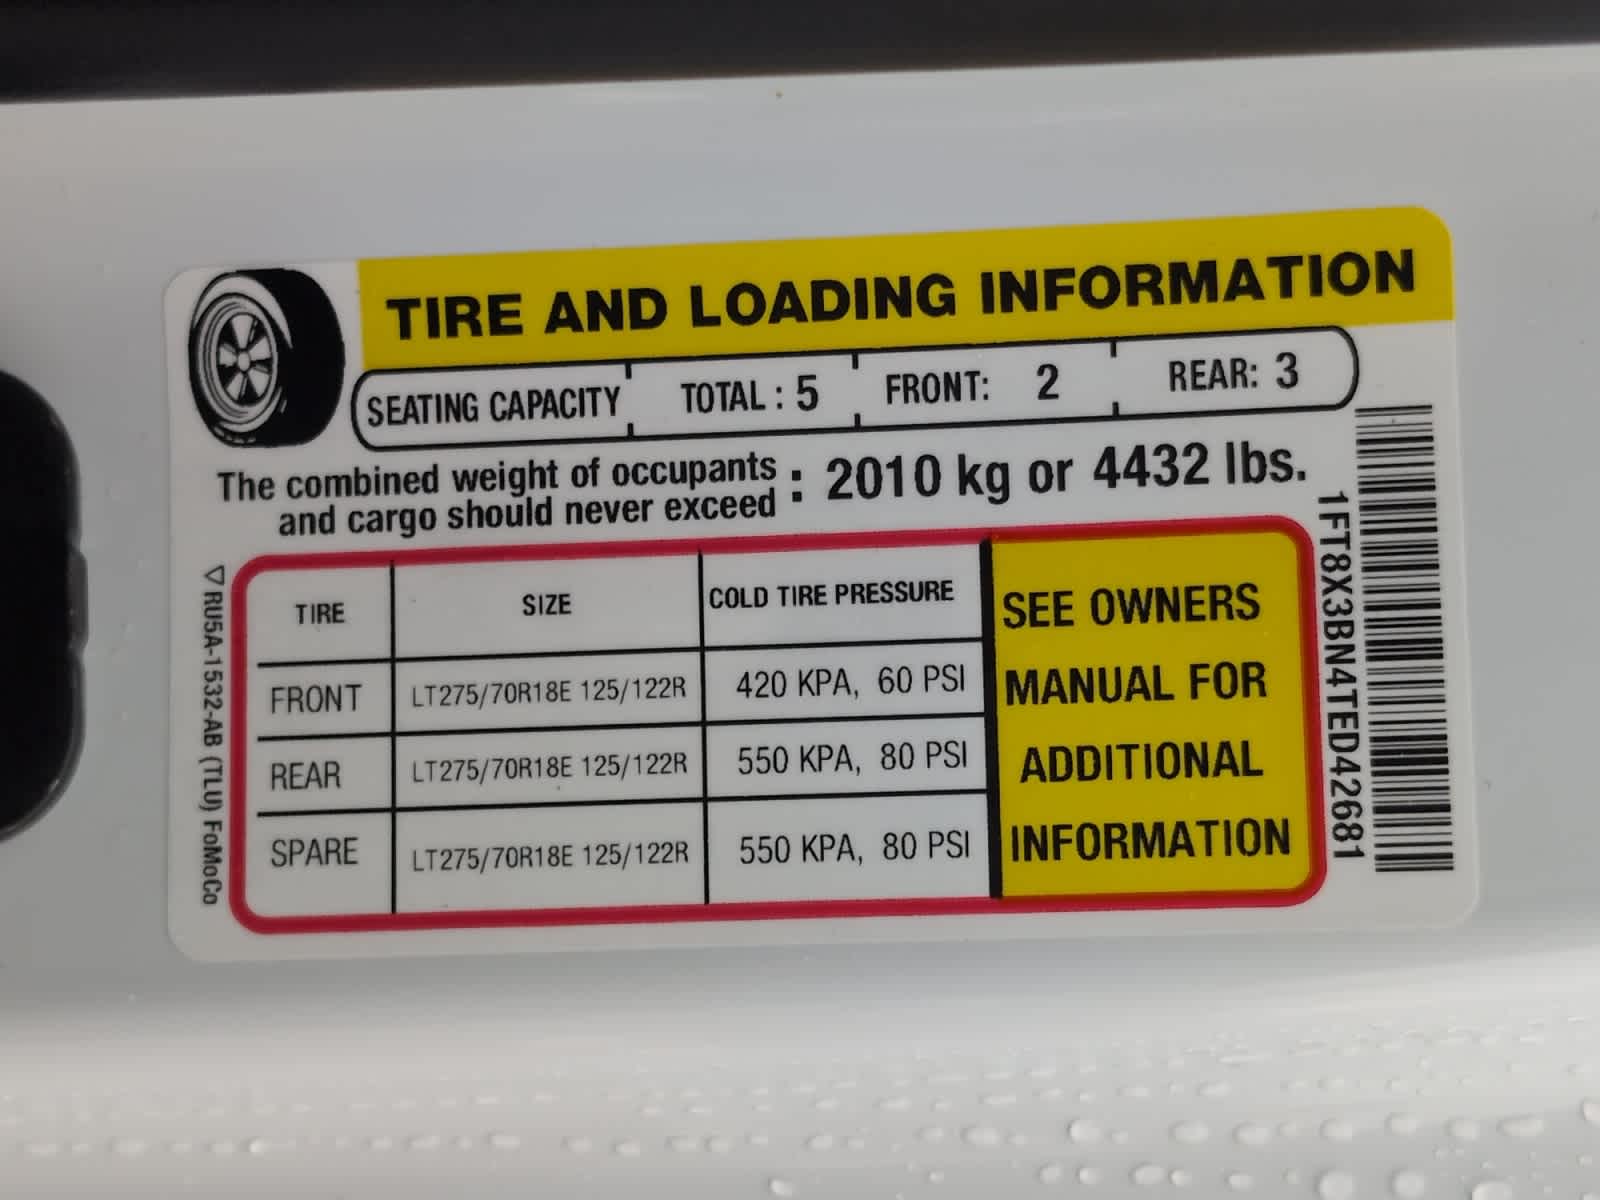 TIRE AND LOADING INFORMATION
SEATING CAPACITY TOTAL : 5 FRONT: 2 REAR: 3
The combined weight of occupants
and cargo should never exceed : 2010 kg or 4432 lbs.
TIRE SIZE COLD TIRE PRESSURE
FRONT LT275/70R18E 125/122R 420 KPA, 60 PSI
REAR LT275/70R18E 125/122R 550 KPA, 80 PSI
SPARE LT275/70R18E 125/122R 550 KPA, 80 PSI
SEE OWNERS
MANUAL FOR
ADDITIONAL
INFORMATION
RU5A-1532-AB (TLU) FoMoCo
1FT8X3BN4TED42681